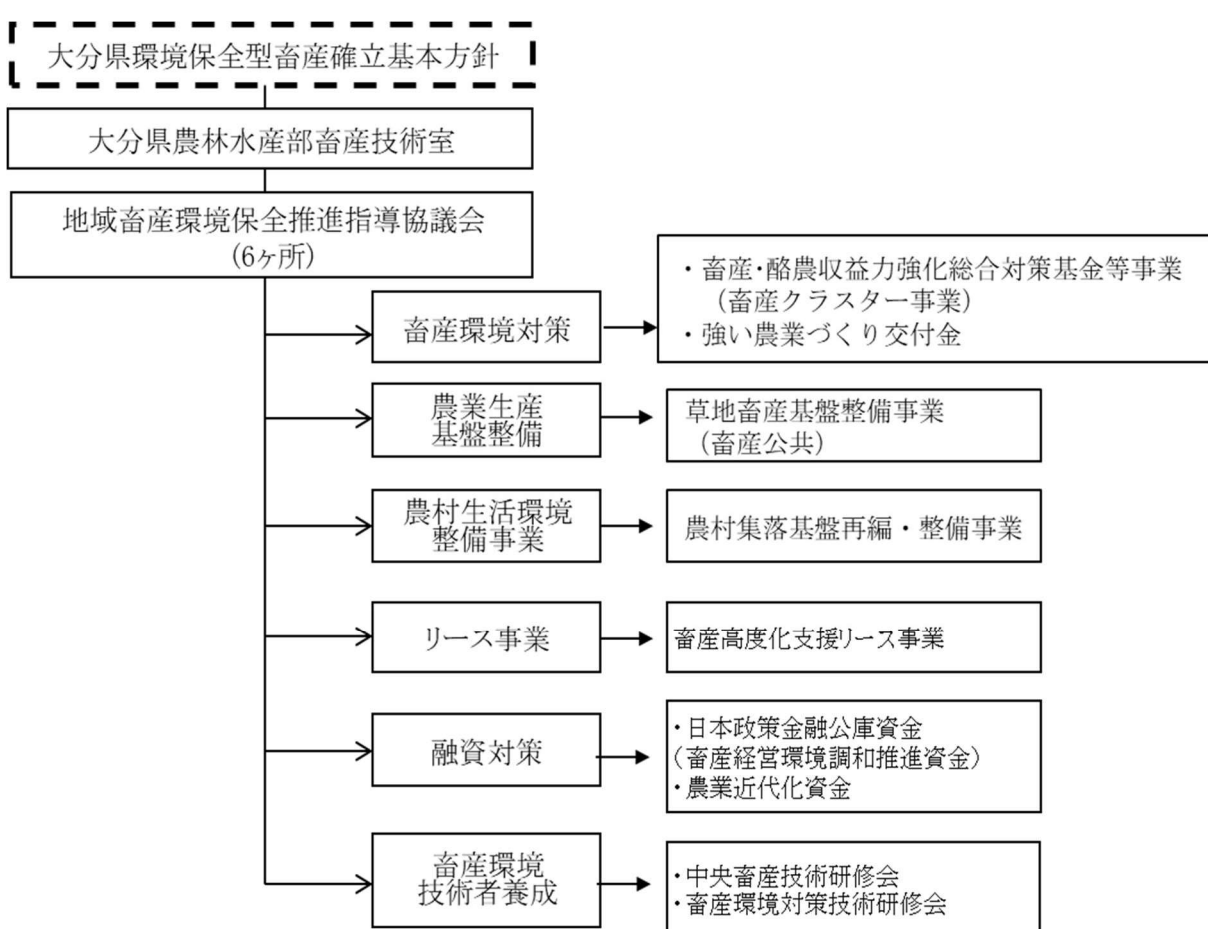 大分県環境保全型畜産確立基本方針
大分県農林水産部畜産技術室
地域畜産環境保全推進指導協議会
(6ヶ所)
畜産環境対策
・畜産・酪農収益力強化総合対策基金等事業
（畜産クラスター事業）
・強い農業づくり交付金
農業生産
基盤整備
草地畜産基盤整備事業
（畜産公共）
農村生活環境
整備事業
農村集落基盤再編・整備事業
リース事業
畜産高度化支援リース事業
融資対策
・日本政策金融公庫資金
（畜産経営環境調和推進資金）
・農業近代化資金
畜産環境
技術者養成
・中央畜産技術研修会
・畜産環境対策技術研修会